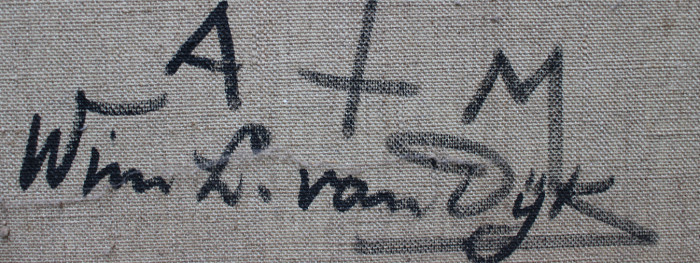 A + M
Wim L. van Dyk